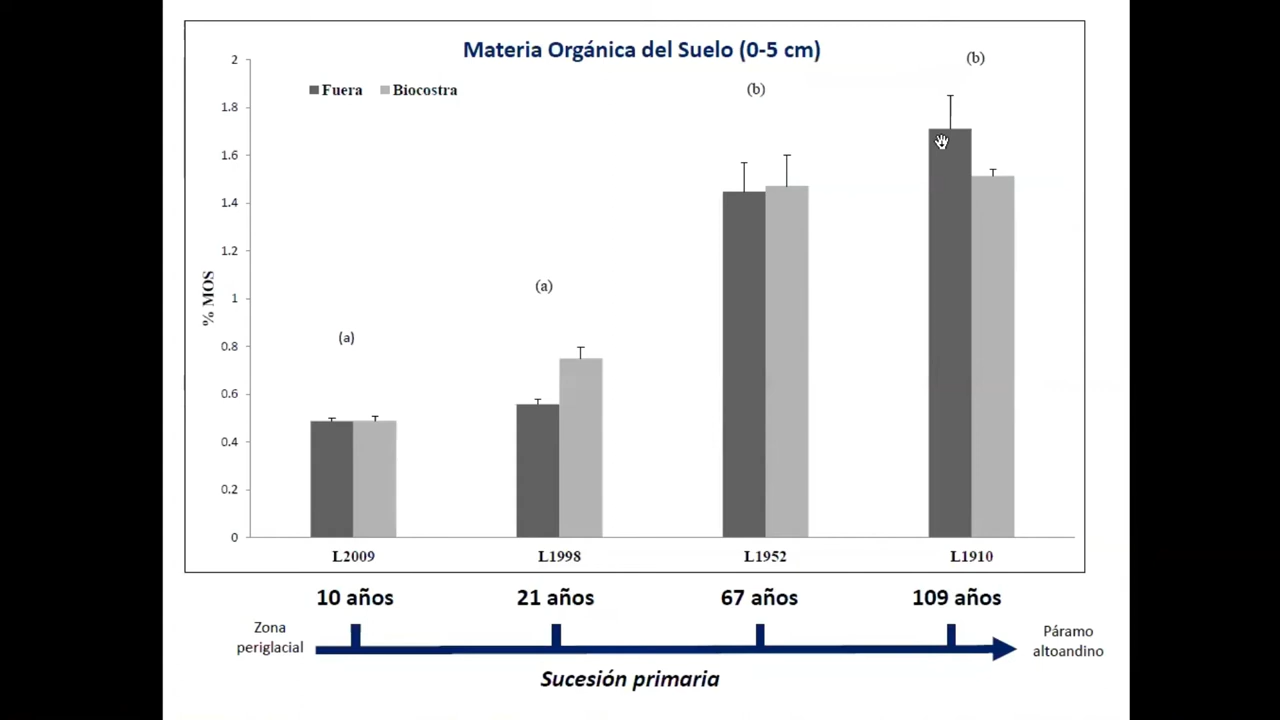 Materia Orgánica del Suelo (0-5 cm)
Fuera
Biocostra
(a)
(a)
(b)
(b)
% MOS
2
1.8
1.6
1.4
1.2
1
0.8
0.6
0.4
0.2
0
L2009
L1998
L1952
L1910
10 años
21 años
67 años
109 años
Zona
periglacial
Páramo
altoandino
Sucesión primaria